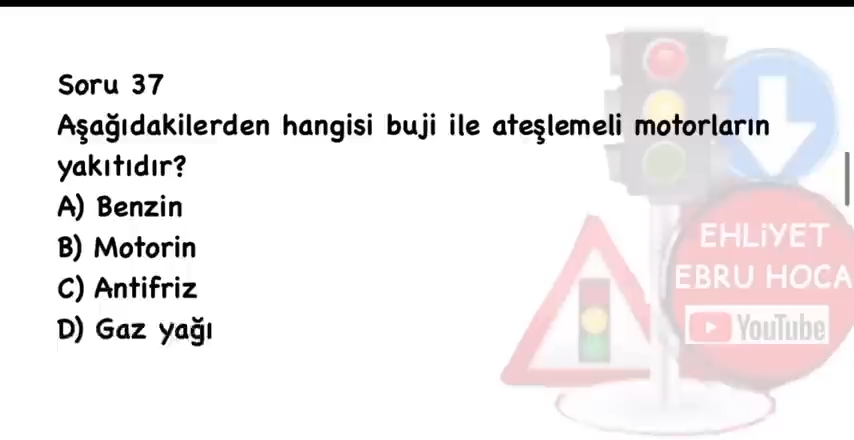 Soru 37
Aşağıdakilerden hangisi buji ile ateşlemeli motorların
yakıtıdır?
A) Benzin
B) Motorin
C) Antifriz
D) Gaz yağı
EHLİYET
EBRU HOCA
YouTube